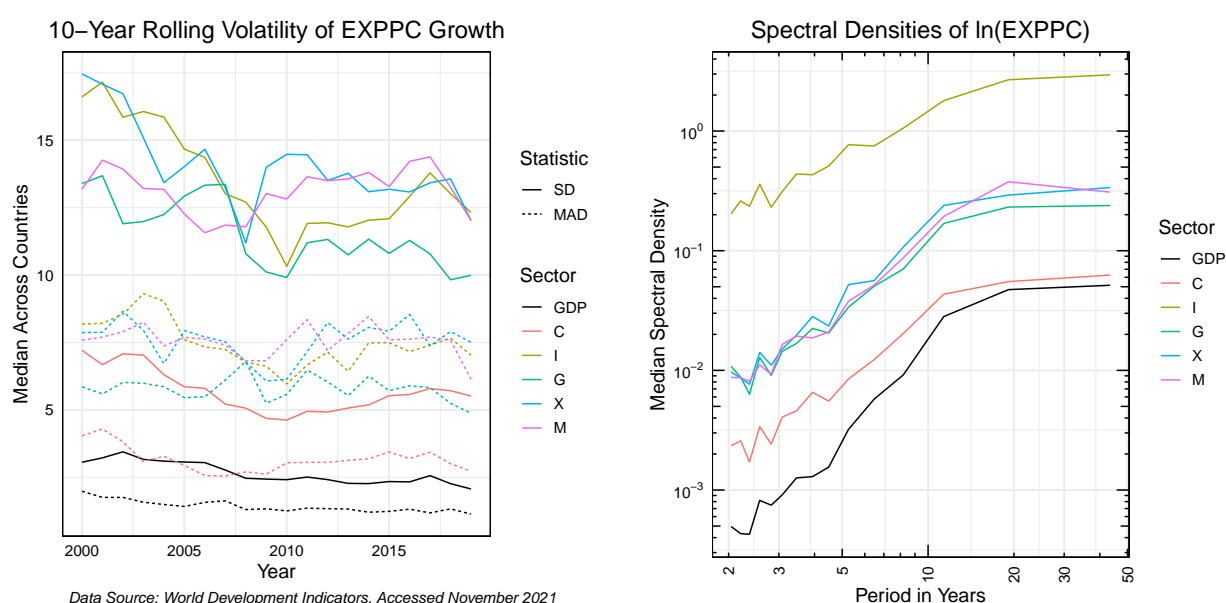 10−Year Rolling Volatility of EXPPC Growth
Median Across Countries
15
10
5
2000 2005 2010 2015
Year
Data Source: World Development Indicators, Accessed November 2021
Statistic
SD
MAD
Sector
GDP
C
I
G
X
M
Spectral Densities of ln(EXPPC)
Median Spectral Density
10⁰
10⁻¹
10⁻²
10⁻³
2 3 5 10 20 30 50
Period in Years
Sector
GDP
C
I
G
X
M